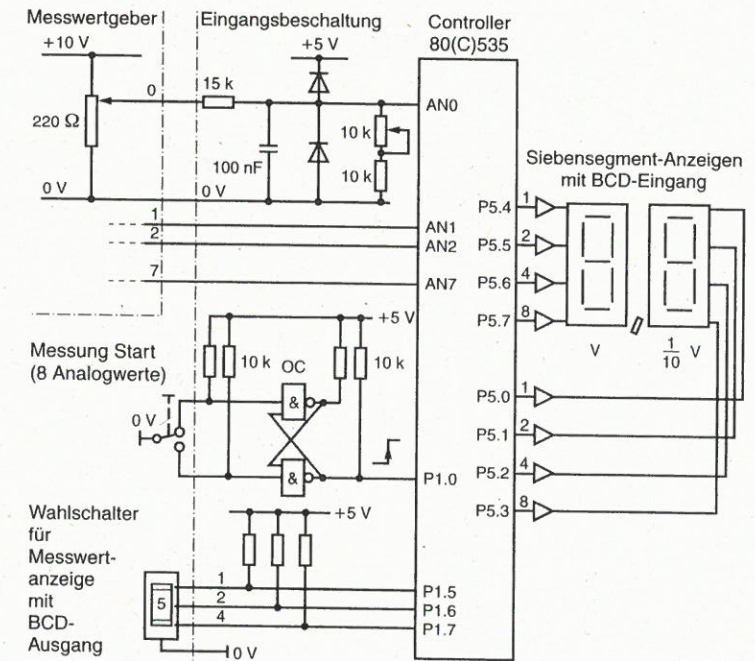 Messwertgeber
Eingangsbeschaltung
Controller
80(C)535
+10 V
+5 V
0
15 k
AN0
220 Ω
100 nF
10 k
10 k
0 V
0 V
1
AN1
2
AN2
7
AN7
Siebensegment-Anzeigen
mit BCD-Eingang
P5.4
1
P5.5
2
P5.6
4
P5.7
8
V
1/10 V
P5.0
1
P5.1
2
P5.2
4
P5.3
8
+5 V
Messung Start
(8 Analogwerte)
10 k
OC
10 k
&
0 V
&
P1.0
Wahlschalter
für
Messwert-
anzeige
mit
BCD-
Ausgang
+5 V
5
1
P1.5
2
P1.6
4
P1.7
0 V